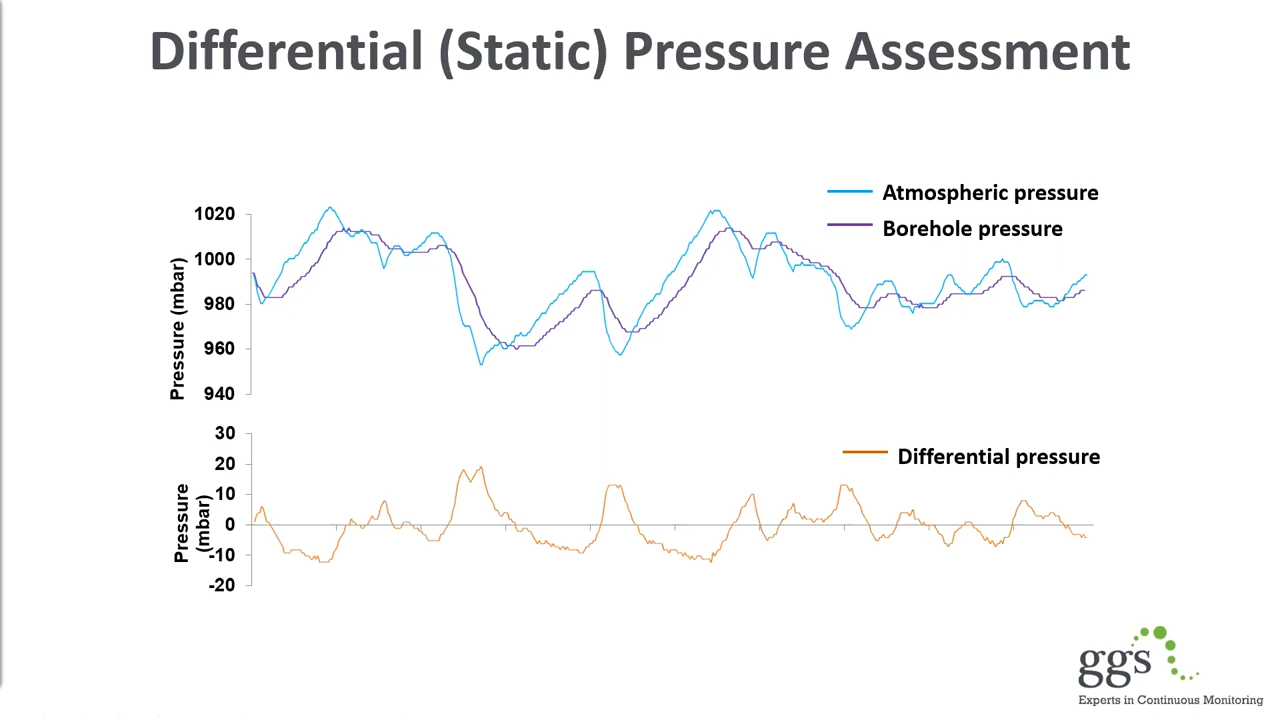 Differential (Static) Pressure Assessment
Atmospheric pressure
Borehole pressure
Pressure (mbar)
1020
1000
980
960
940
Differential pressure
Pressure
(mbar)
30
20
10
0
-10
-20
ggs
Experts in Continuous Monitoring